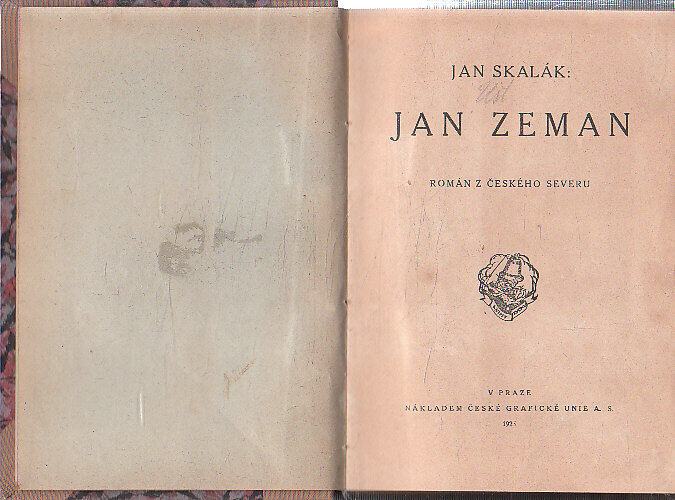 JAN SKALÁK:
JAN ZEMAN
ROMÁN Z ČESKÉHO SEVERU
V PRAZE
NÁKLADEM ČESKÉ GRAFICKÉ UNIE A. S.